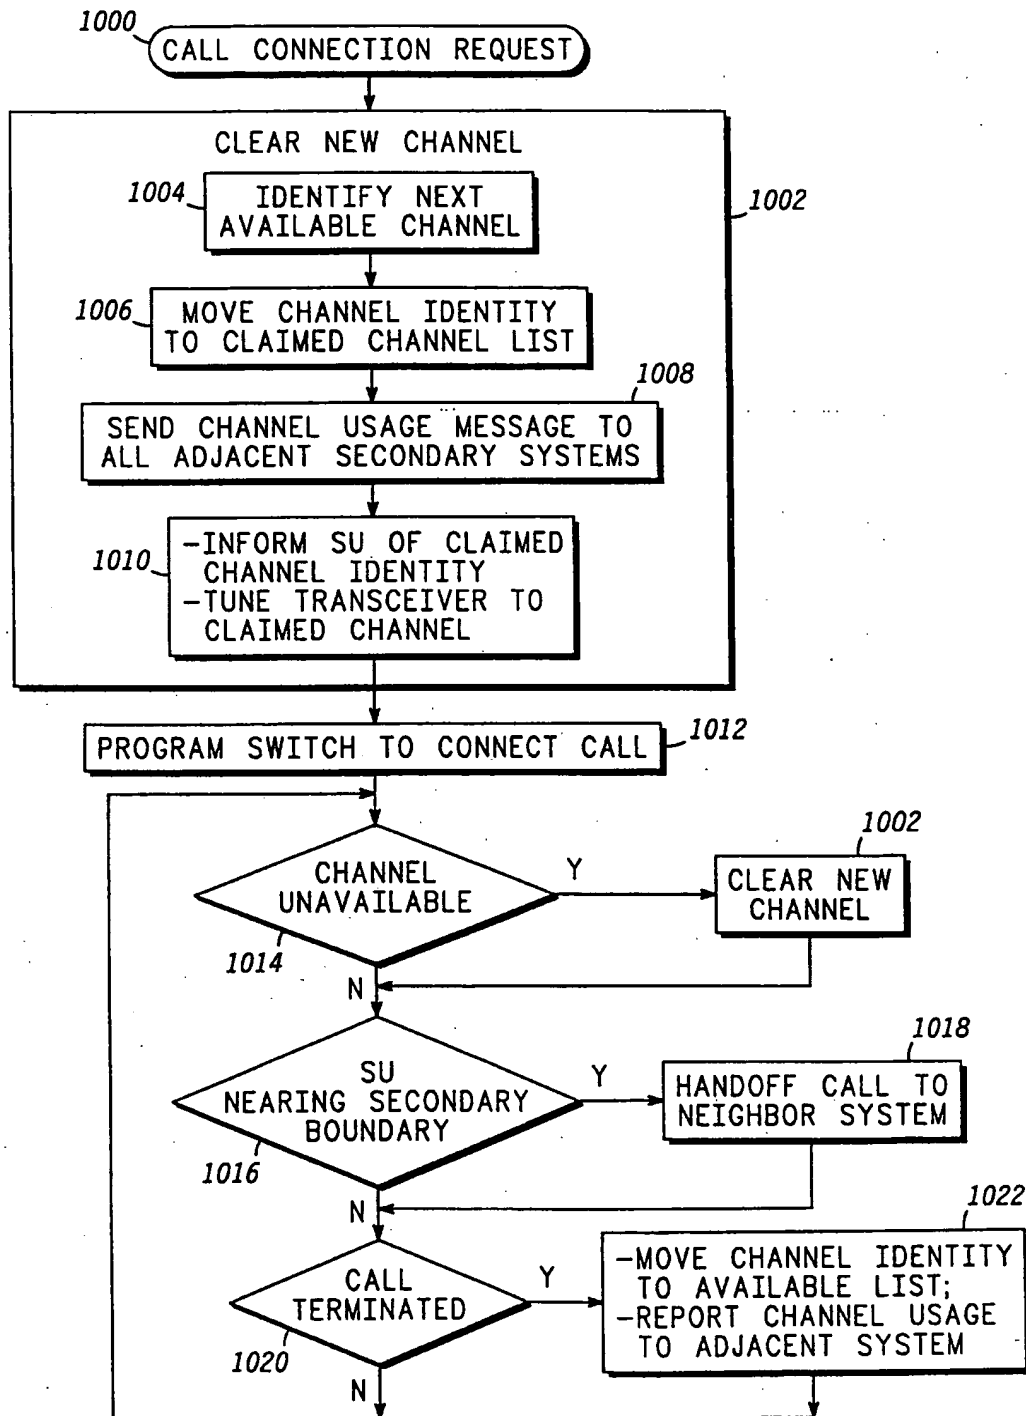 1000
CALL CONNECTION REQUEST
CLEAR NEW CHANNEL
1002
1004
IDENTIFY NEXT
AVAILABLE CHANNEL
1006
MOVE CHANNEL IDENTITY
TO CLAIMED CHANNEL LIST
1008
SEND CHANNEL USAGE MESSAGE TO
ALL ADJACENT SECONDARY SYSTEMS
1010
-INFORM SU OF CLAIMED
CHANNEL IDENTITY
-TUNE TRANSCEIVER TO
CLAIMED CHANNEL
PROGRAM SWITCH TO CONNECT CALL
1012
CHANNEL
UNAVAILABLE
1014
Y
1002
CLEAR NEW
CHANNEL
N
SU
NEARING SECONDARY
BOUNDARY
1016
Y
1018
HANDOFF CALL TO
NEIGHBOR SYSTEM
N
CALL
TERMINATED
1020
Y
1022
-MOVE CHANNEL IDENTITY
TO AVAILABLE LIST;
-REPORT CHANNEL USAGE
TO ADJACENT SYSTEM
N